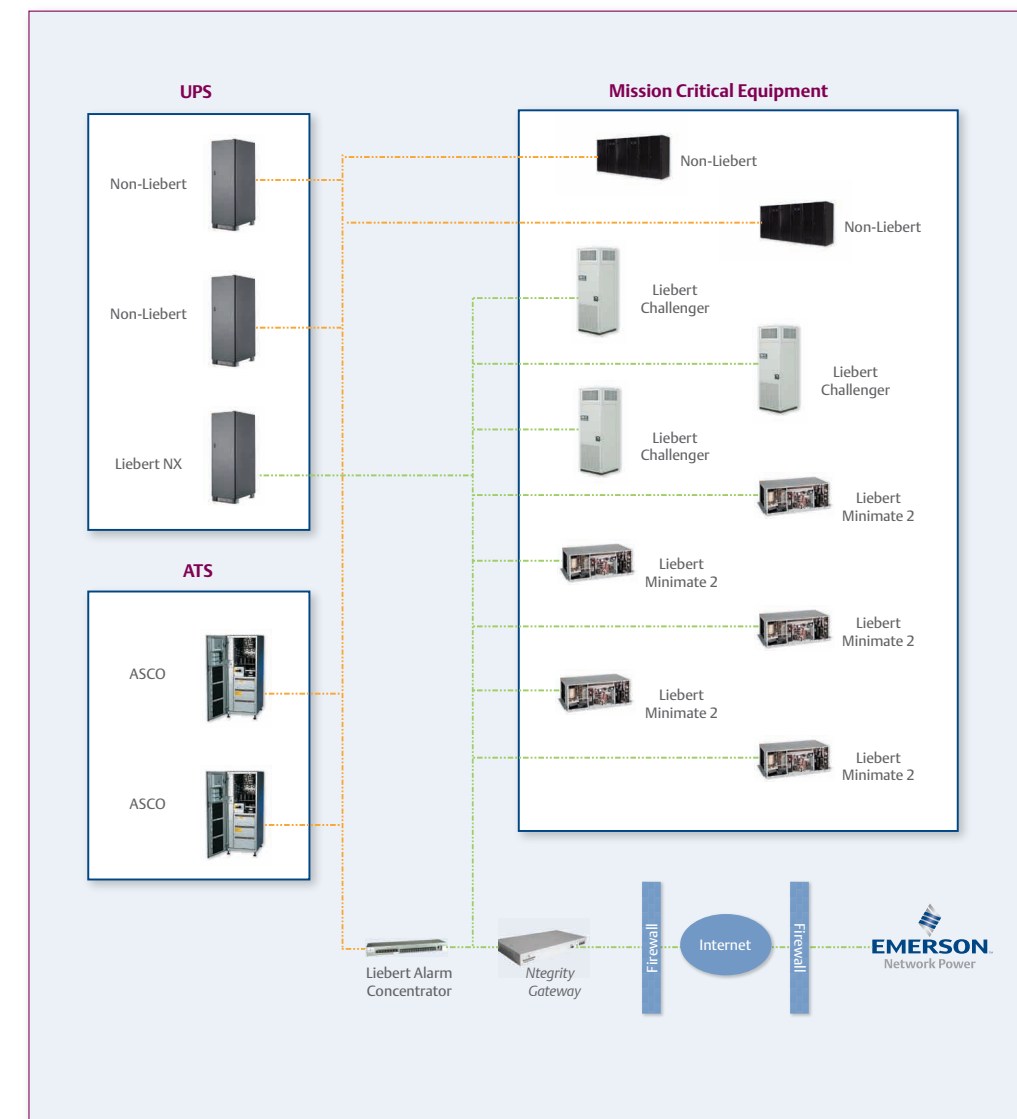 UPS
Non-Liebert
Non-Liebert
Liebert NX
ATS
ASCO
ASCO
Mission Critical Equipment
Non-Liebert
Non-Liebert
Liebert
Challenger
Liebert
Challenger
Liebert
Challenger
Liebert
Minimate 2
Liebert
Minimate 2
Liebert
Minimate 2
Liebert
Minimate 2
Liebert
Minimate 2
Liebert Alarm
Concentrator
Ntegrity
Gateway
Firewall
Internet
Firewall
EMERSON
Network Power